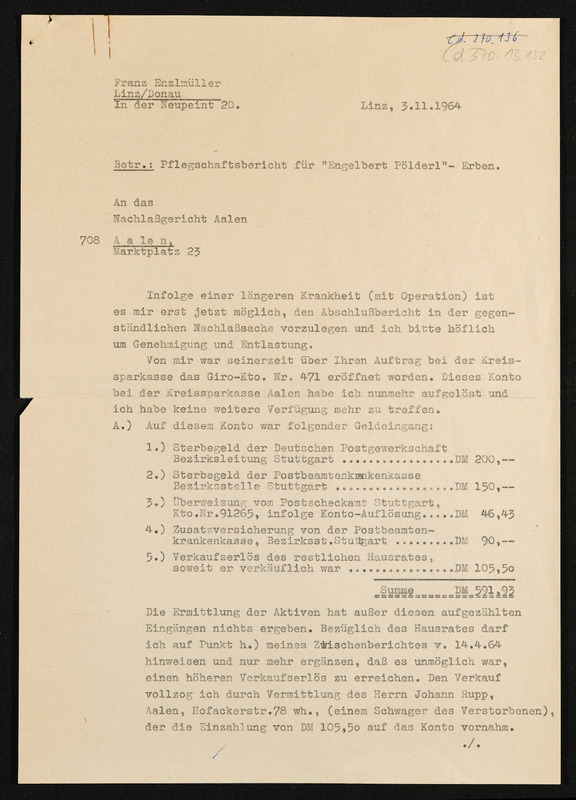 Cd. 370.136
Cd 370.13.132
Franz Enzlmüller
Linz/Donau
In der Neupeint 20.
Linz, 3.11.1964
Betr.: Pflegschaftsbericht für "Engelbert Pölderl"- Erben.
An das
Nachlaßgericht Aalen
708 A a l e n,
Marktplatz 23
Infolge einer längeren Krankheit (mit Operation) ist
es mir erst jetzt möglich, den Abschlußbericht in der gegen-
ständlichen Nachlaßsache vorzulegen und ich bitte höflich
um Genehmigung und Entlastung.
Von mir war seinerzeit über Ihren Auftrag bei der Kreis-
sparkasse das Giro-Kto. Nr. 471 eröffnet worden. Dieses Konto
bei der Kreissparkasse Aalen habe ich nunmehr aufgelöst und
ich habe keine weitere Verfügung mehr zu treffen.
A.) Auf diesem Konto war folgender Geldeingang:
1.) Sterbegeld der Deutschen Postgewerkschaft
Bezirksleitung Stuttgart .................DM 200,--
2.) Sterbegeld der Postbeamtenkrankenkasse
Bezirksstelle Stuttgart ..................DM 150,--
3.) Überweisung vom Postscheckamt Stuttgart,
Kto.Nr.91265, infolge Konto-Auflösung.....DM 46,43
4.) Zusatzversicherung von der Postbeamten-
krankenkasse, Bezirksst.Stuttgart .........DM 90,--
5.) Verkaufserlös des restlichen Hausrates,
soweit er verkäuflich war ................DM 105,50
Summe DM 591,93
Die Ermittlung der Aktiven hat außer diesen aufgezählten
Eingängen nichts ergeben. Bezüglich des Hausrates darf
ich auf Punkt h.) meines Zwischenberichtes v. 14.4.64
hinweisen und nur mehr ergänzen, daß es unmöglich war,
einen höheren Verkaufserlös zu erreichen. Den Verkauf
vollzog ich durch Vermittlung des Herrn Johann Rupp,
Aalen, Hofackerstr.78 wh., (einem Schwager des Verstorbenen),
der die Einzahlung von DM 105,50 auf das Konto vornahm.
./.